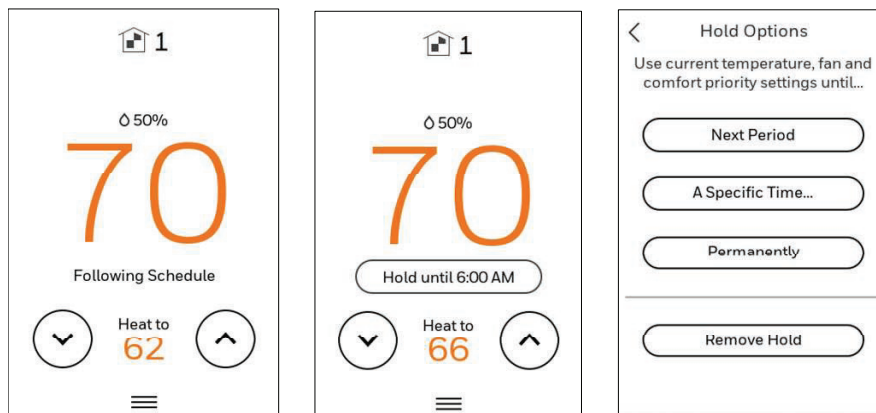 1
50%
70
Following Schedule
Heat to
62
1
50%
70
Hold until 6:00 AM
Heat to
66
Hold Options
Use current temperature, fan and
comfort priority settings until...
Next Period
A Specific Time...
Permanently
Remove Hold